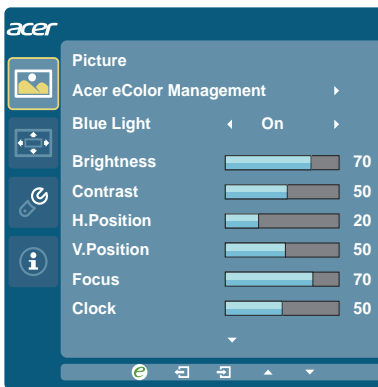 acer
Picture
Acer eColor Management
Blue Light On
Brightness 70
Contrast 50
H.Position 20
V.Position 50
Focus 70
Clock 50
e